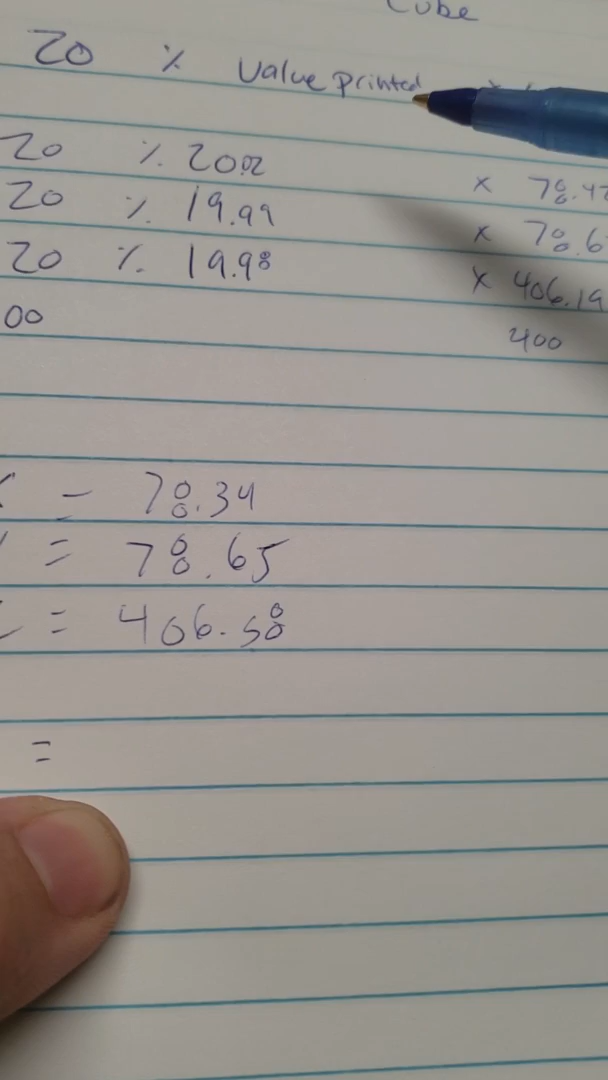 Cube
20 % Value printed
20 % 20.02 x 78.42
20 % 19.99 x 78.6
20 % 19.98 x 406.19
00 400
= 78.34
= 78.65
= 406.58
=